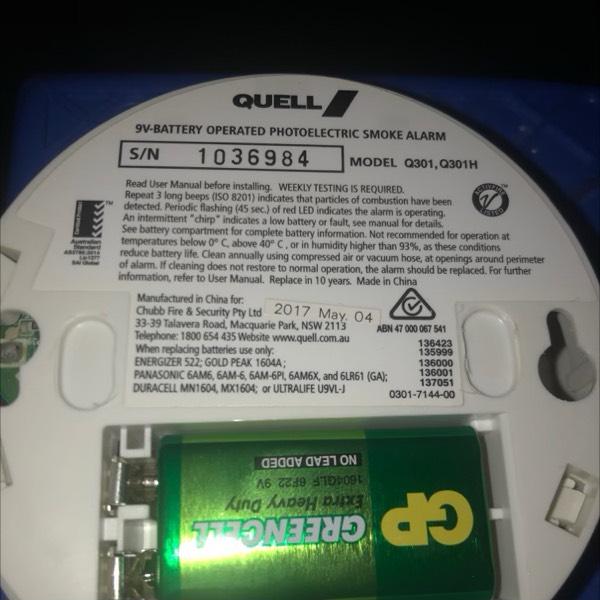 QUELL
9V-BATTERY OPERATED PHOTOELECTRIC SMOKE ALARM
S/N 1036984 MODEL Q301,Q301H
Read User Manual before installing. WEEKLY TESTING IS REQUIRED.
Repeat 3 long beeps (ISO 8201) indicates that particles of combustion have been
detected. Periodic flashing (45 sec.) of red LED indicates the alarm is operating.
An intermittent "chirp" indicates a low battery or fault, see manual for details.
See battery compartment for complete battery information. Not recommended for operation at
temperatures below 0° C, above 40° C , or in humidity higher than 93%, as these conditions
reduce battery life. Clean annually using compressed air or vacuum hose, at openings around perimeter
of alarm. If cleaning does not restore to normal operation, the alarm should be replaced. For further
information, refer to User Manual. Replace in 10 years. Made in China
TM
Australian
Standard
AS3786:2014
SAI Global
ACTIVFIRE
LISTED
Manufactured in China for:
Chubb Fire & Security Pty Ltd
33-39 Talavera Road, Macquarie Park, NSW 2113
Telephone: 1800 654 435 Website www.quell.com.au
When replacing batteries use only:
ENERGIZER 522; GOLD PEAK 1604A;
PANASONIC 6AM6, 6AM-6, 6AM-6PI, 6AM6X, and 6LR61 (GA);
DURACELL MN1604, MX1604; or ULTRALIFE U9VL-J
2017 May. 04
ABN 47 000 067 541
136423
135999
136000
136001
137051
0301-7144-00
GP
GREENCELL
Extra Heavy Duty
1604GLF 6F22 9V
NO LEAD ADDED